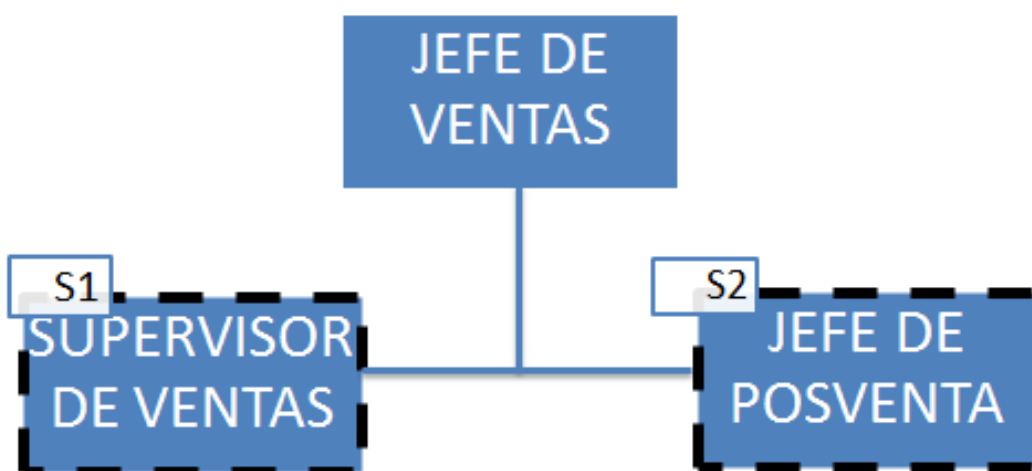 JEFE DE
VENTAS
S1
SUPERVISOR
DE VENTAS
S2
JEFE DE
POSVENTA